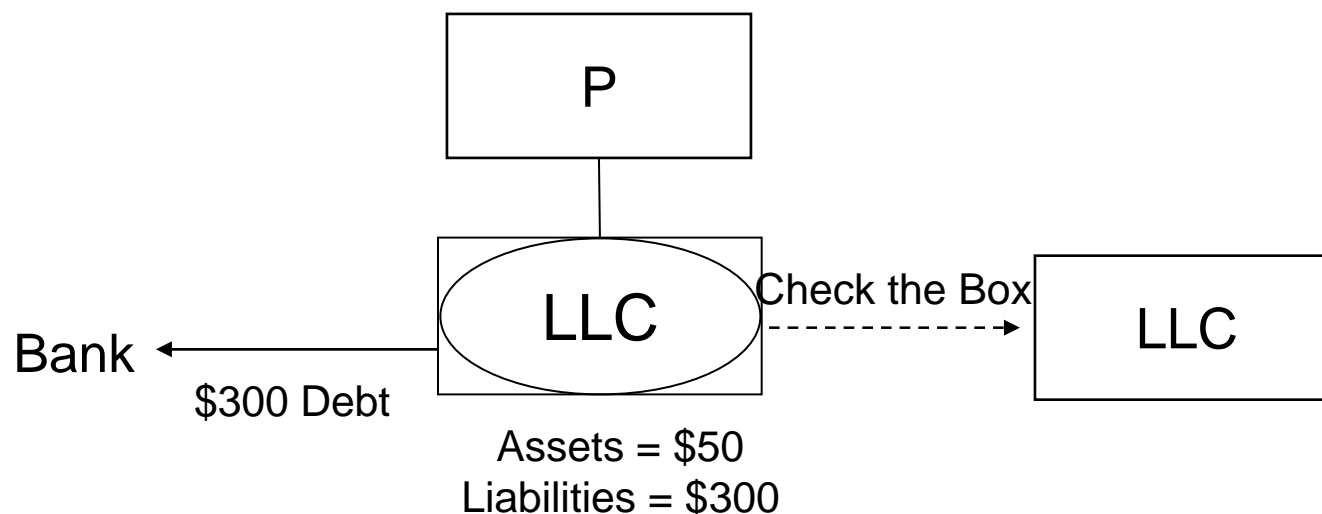 P
LLC
Check the Box
LLC
Bank
$300 Debt
Assets = $50
Liabilities = $300